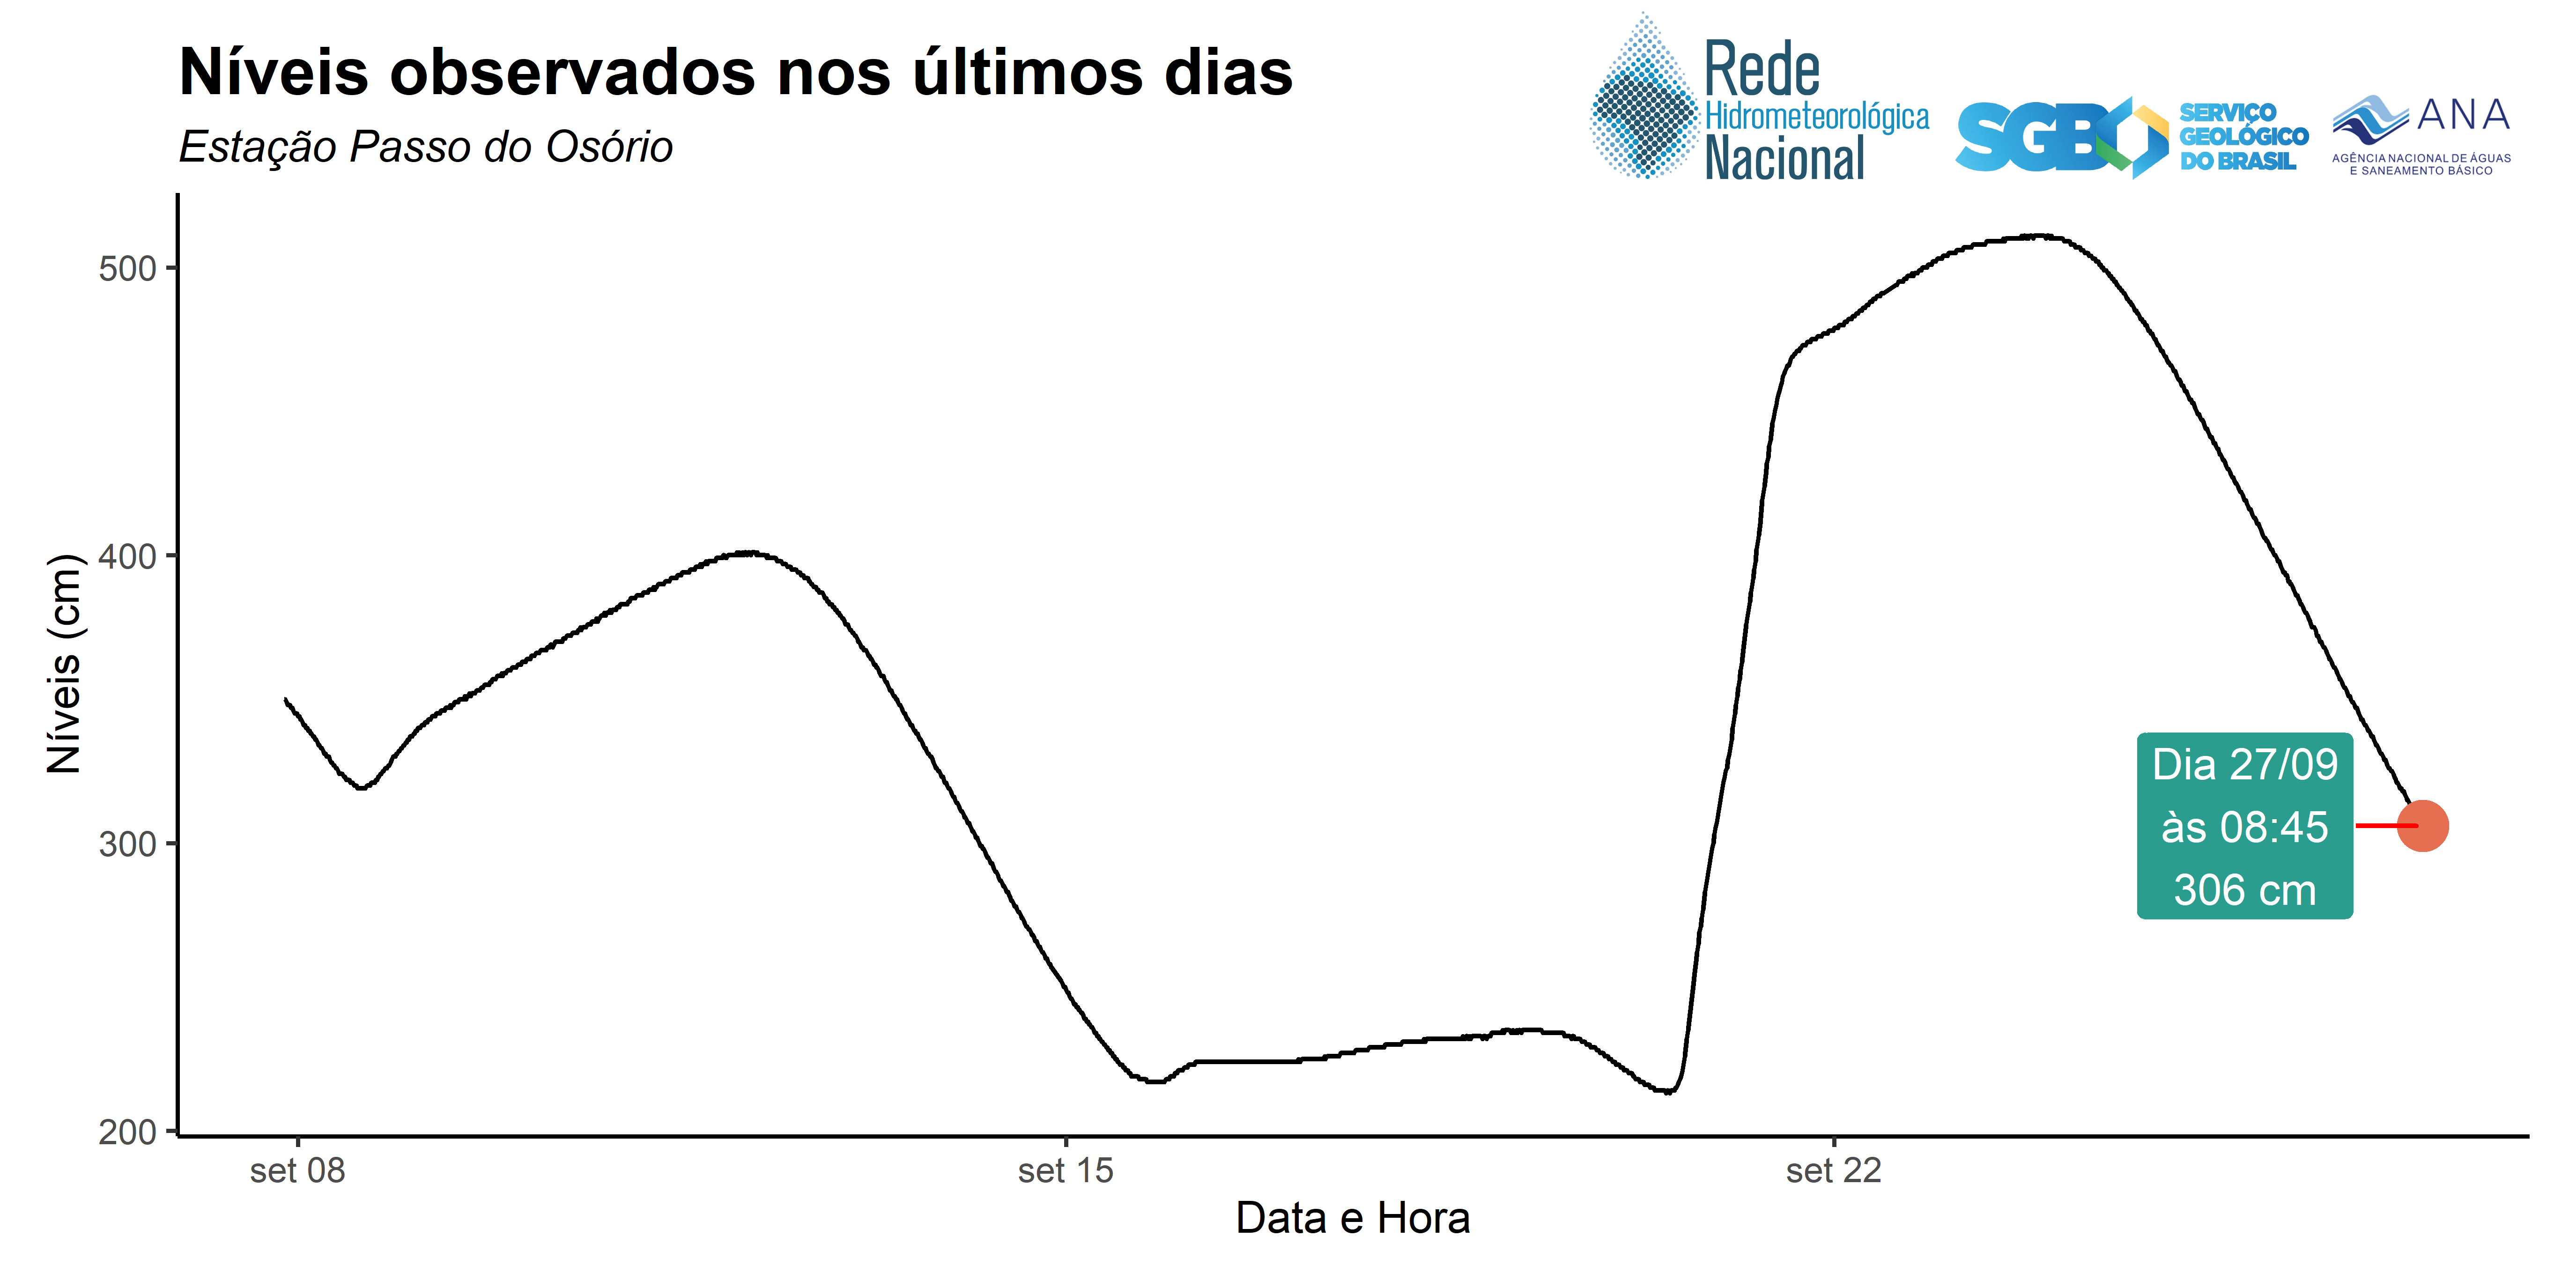 Níveis observados nos últimos dias
Estação Passo do Osório
Rede
Hidrometeorológica
Nacional
SGB
SERVIÇO
GEOLÓGICO
DO BRASIL
ANA
AGÊNCIA NACIONAL DE ÁGUAS
E SANEAMENTO BÁSICO
Níveis (cm)
500
400
300
200
Dia 27/09
às 08:45
306 cm
set 08
set 15
set 22
Data e Hora